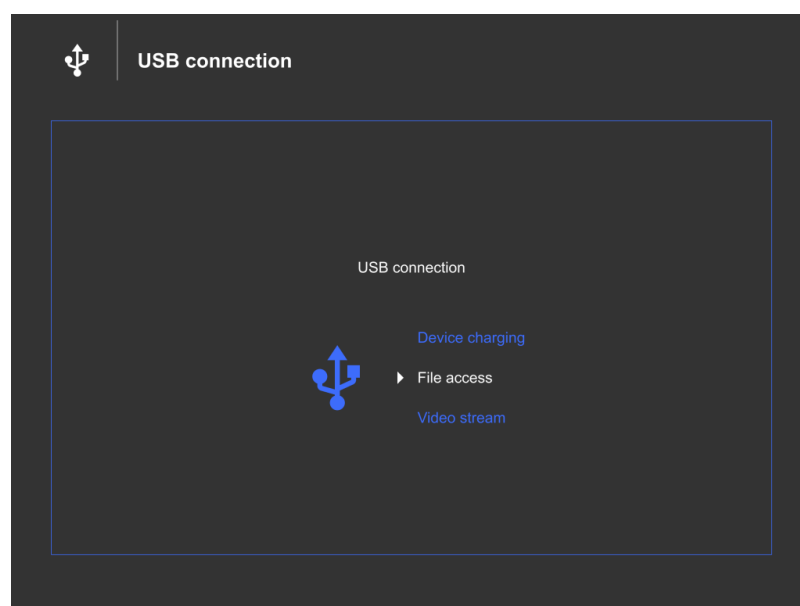 USB connection
USB connection
Device charging
File access
Video stream